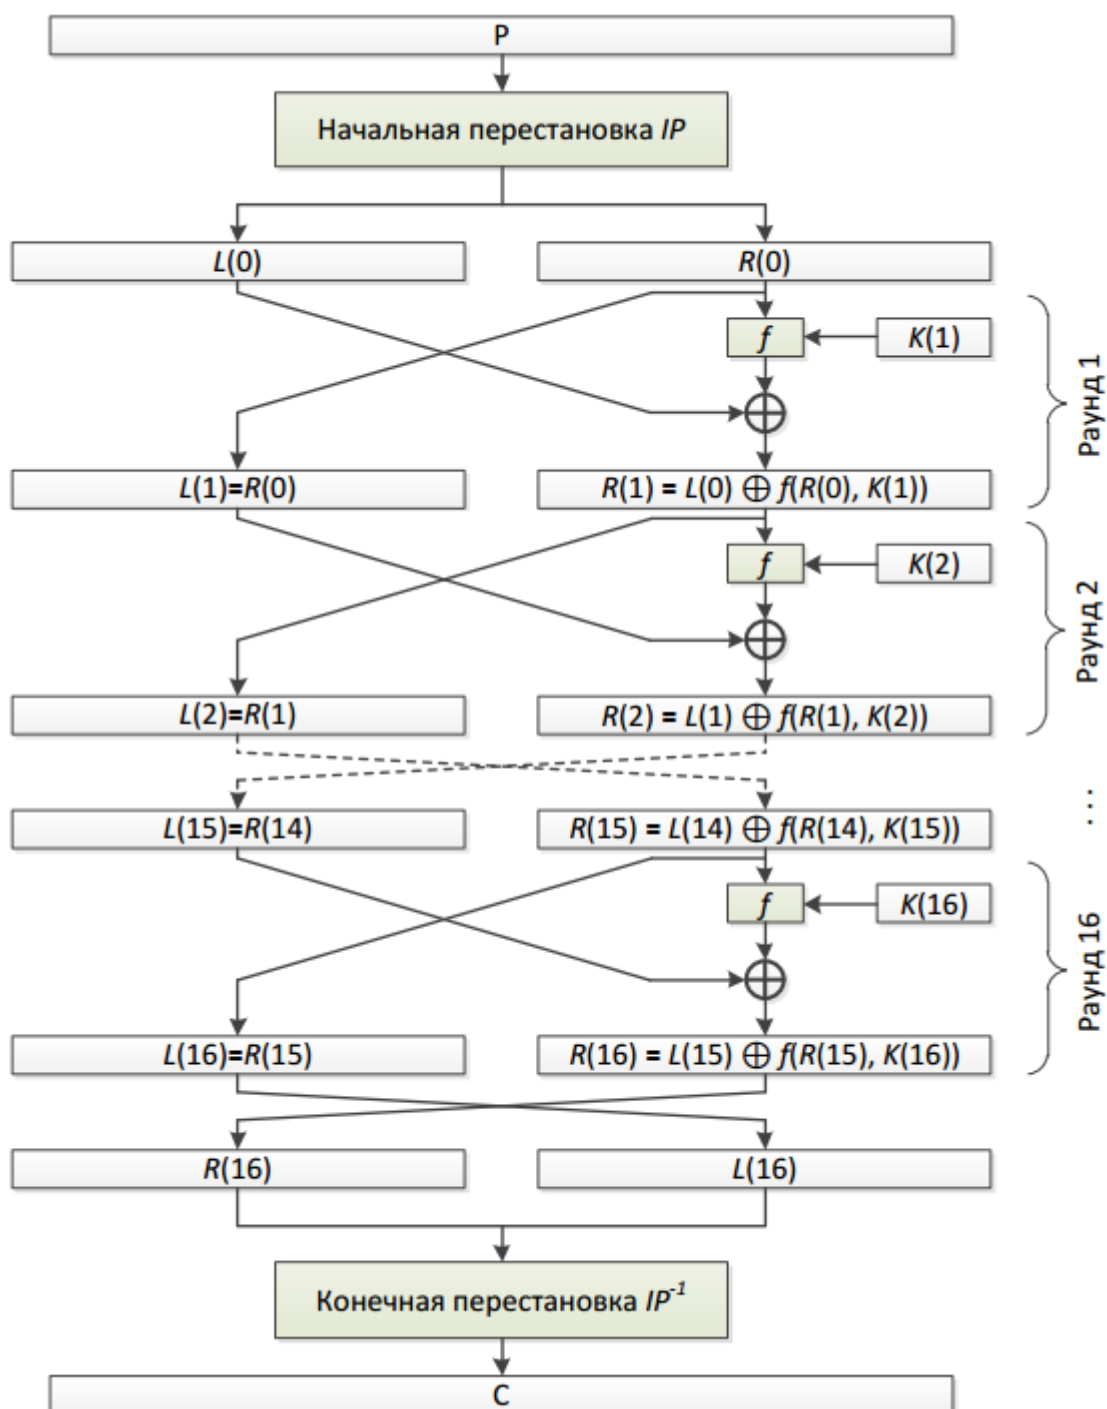 P
Начальная перестановка IP
L(0)
R(0)
f
K(1)
Раунд 1
L(1)=R(0)
R(1) = L(0) ⊕ f(R(0), K(1))
f
K(2)
Раунд 2
L(2)=R(1)
R(2) = L(1) ⊕ f(R(1), K(2))
L(15)=R(14)
R(15) = L(14) ⊕ f(R(14), K(15))
. . .
f
K(16)
Раунд 16
L(16)=R(15)
R(16) = L(15) ⊕ f(R(15), K(16))
R(16)
L(16)
Конечная перестановка IP⁻¹
C